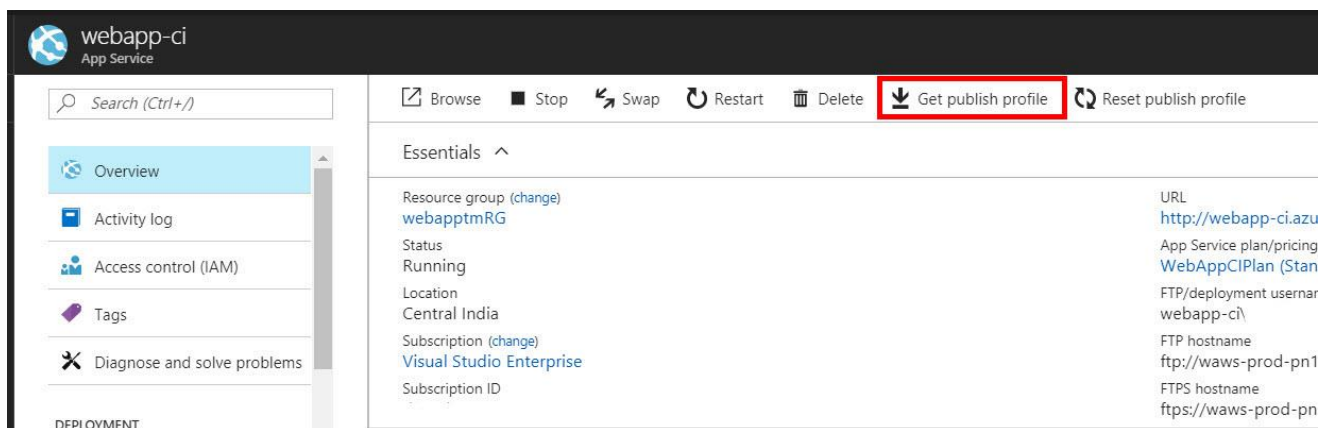 webapp-ci
App Service
Search (Ctrl+/)
Overview
Activity log
Access control (IAM)
Tags
Diagnose and solve problems
DEPLOYMENT
Browse Stop Swap Restart Delete Get publish profile Reset publish profile
Essentials
Resource group (change)
webapptmRG
Status
Running
Location
Central India
Subscription (change)
Visual Studio Enterprise
Subscription ID
URL
http://webapp-ci.azu
App Service plan/pricing
WebAppCIPlan (Stan
FTP/deployment usernar
webapp-ci\
FTP hostname
ftp://waws-prod-pn1
FTPS hostname
ftps://waws-prod-pn